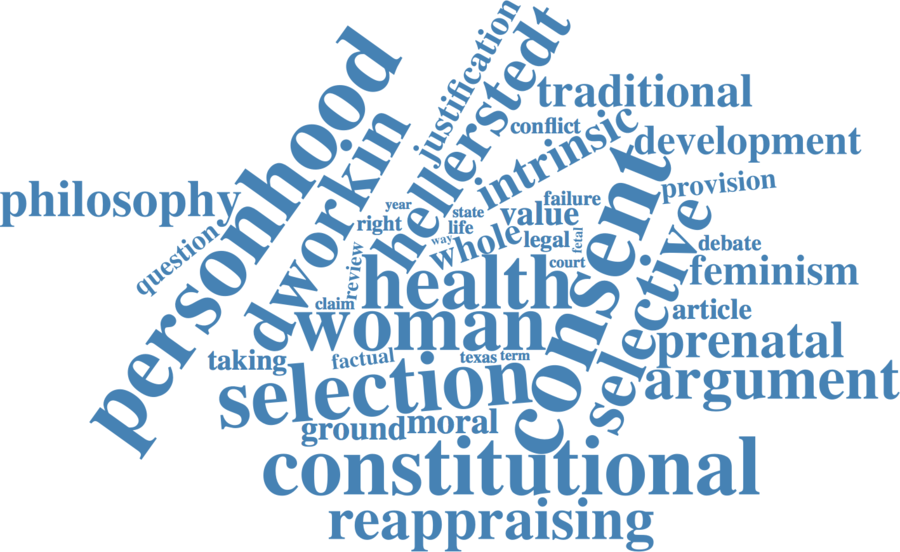 personhood
justification
hellerstedt
traditional
dworkin
conflict
intrinsic
development
philosophy
provision
consent
failure
year
state
value
right
life
selective
question
way
whole
legal
fetal
debate
review
court
feminism
health
claim
article
woman
prenatal
taking
factual
texas
term
selection
argument
ground
moral
constitutional
reappraising